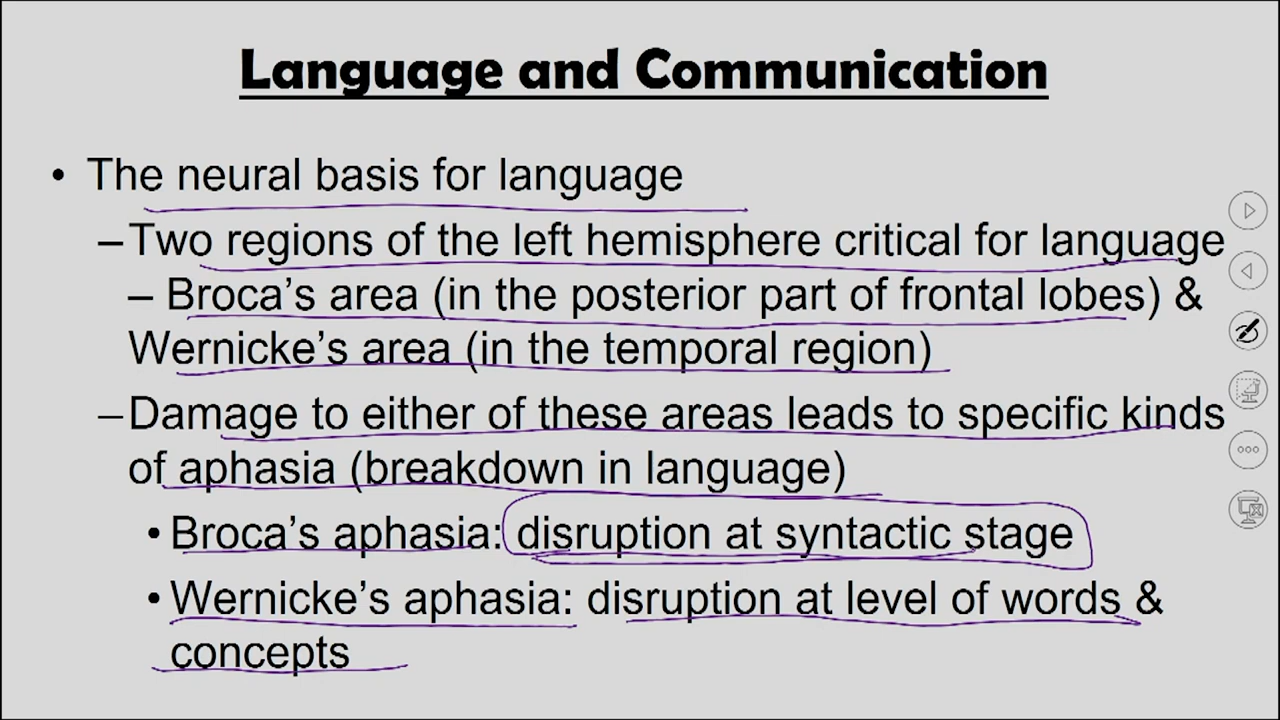 Language and Communication
• The neural basis for language
–Two regions of the left hemisphere critical for language
– Broca's area (in the posterior part of frontal lobes) &
Wernicke's area (in the temporal region)
–Damage to either of these areas leads to specific kinds
of aphasia (breakdown in language)
•Broca's aphasia: disruption at syntactic stage
•Wernicke's aphasia: disruption at level of words &
concepts